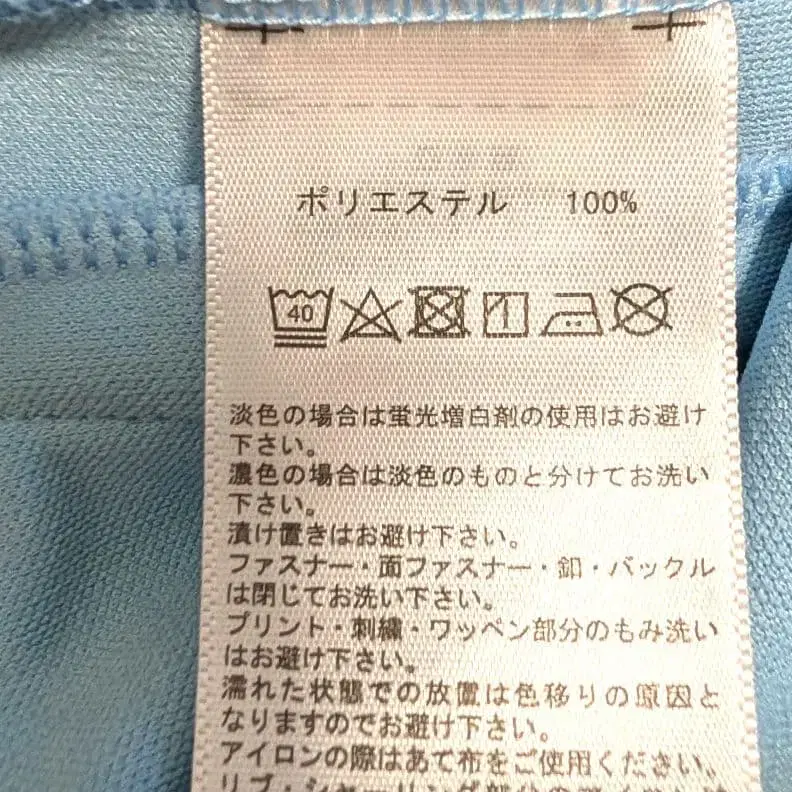 ポリエステル 100%
40
淡色の場合は蛍光増白剤の使用はお避け
下さい。
濃色の場合は淡色のものと分けてお洗い
下さい。
漬け置きはお避け下さい。
ファスナー・面ファスナー・釦・バックル
は閉じてお洗い下さい。
プリント・刺繍・ワッペン部分のもみ洗い
はお避け下さい。
濡れた状態での放置は色移りの原因と
なりますのでお避け下さい。
アイロンの際はあて布をご使用ください。